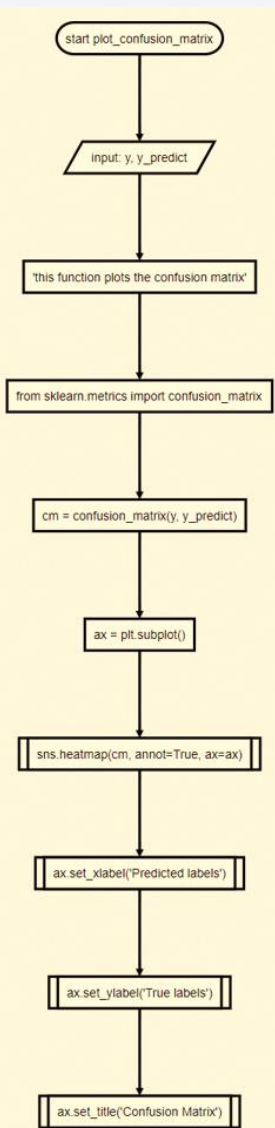 start plot_confusion_matrix
input: y, y_predict
'this function plots the confusion matrix'
from sklearn.metrics import confusion_matrix
cm = confusion_matrix(y, y_predict)
ax = plt.subplot()
sns.heatmap(cm, annot=True, ax=ax)
ax.set_xlabel('Predicted labels')
ax.set_ylabel('True labels')
ax.set_title('Confusion Matrix')